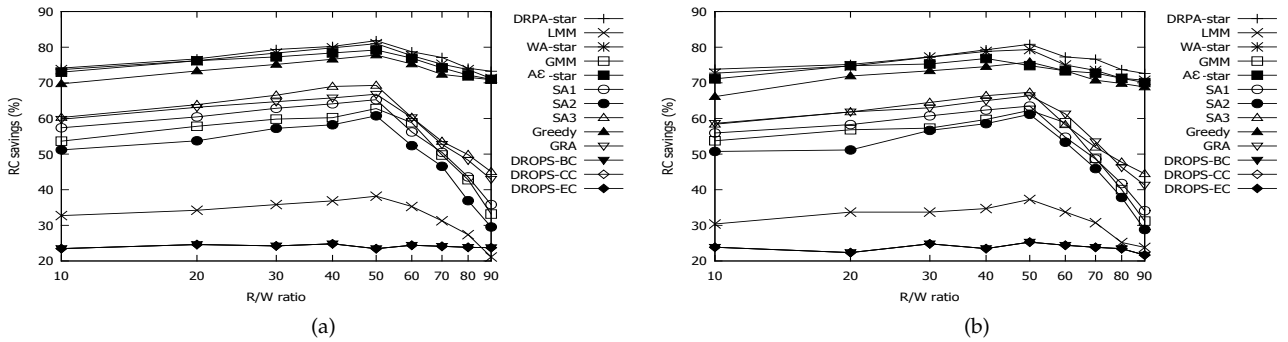 RC savings (%)
90
80
70
60
50
40
30
20
10 20 30 40 50 60 70 80 90
R/W ratio
DRPA-star
LMM
WA-star
GMM
Aε-star
SA1
SA2
SA3
Greedy
GRA
DROPS-BC
DROPS-CC
DROPS-EC
(a)
RC savings (%)
90
80
70
60
50
40
30
20
10 20 30 40 50 60 70 80 90
R/W ratio
DRPA-star
LMM
WA-star
GMM
Aε-star
SA1
SA2
SA3
Greedy
GRA
DROPS-BC
DROPS-CC
DROPS-EC
(b)